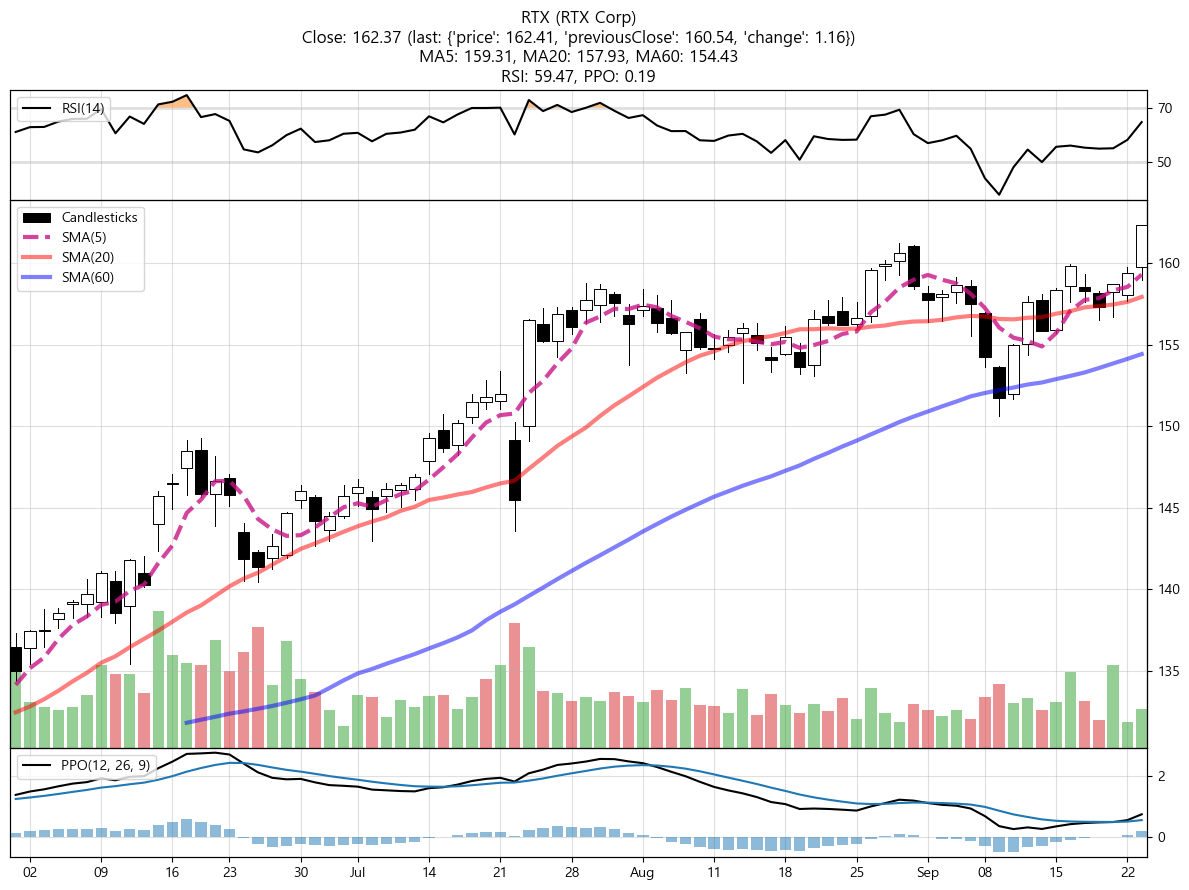 RTX (RTX Corp)
Close: 162.37 (last: {'price': 162.41, 'previousClose': 160.54, 'change': 1.16})
MA5: 159.31, MA20: 157.93, MA60: 154.43
RSI: 59.47, PPO: 0.19
RSI(14)
70
50
Candlesticks
SMA(5)
SMA(20)
SMA(60)
160
155
150
145
140
135
PPO(12, 26, 9)
2
0
02 09 16 23 30 Jul 14 21 28 Aug 11 18 25 Sep 08 15 22